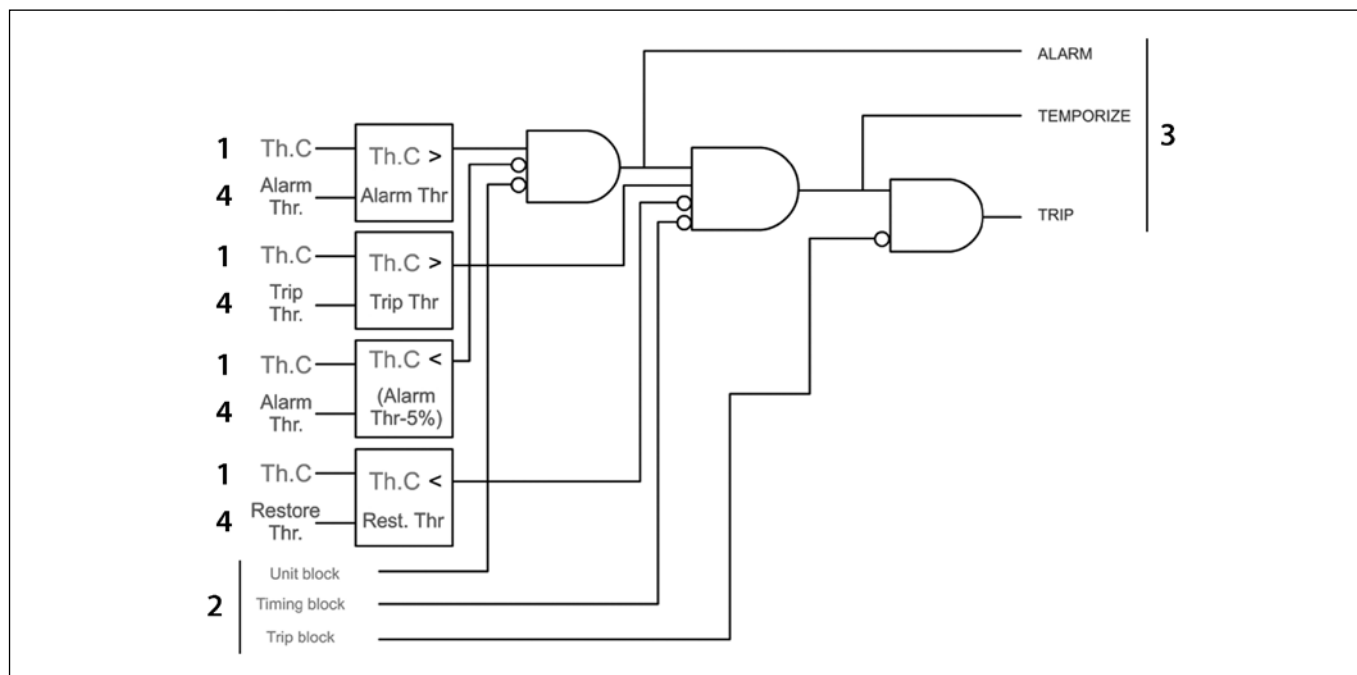 ALARM
TEMPORIZE
3
1 Th.C
Th.C >
4 Alarm
Thr.
Alarm Thr
1 Th.C
Th.C >
4 Trip
Thr.
Trip Thr
TRIP
1 Th.C
Th.C <
4 Alarm
Thr.
(Alarm
Thr-5%)
1 Th.C
Th.C <
4 Restore
Thr.
Rest. Thr
2
Unit block
Timing block
Trip block